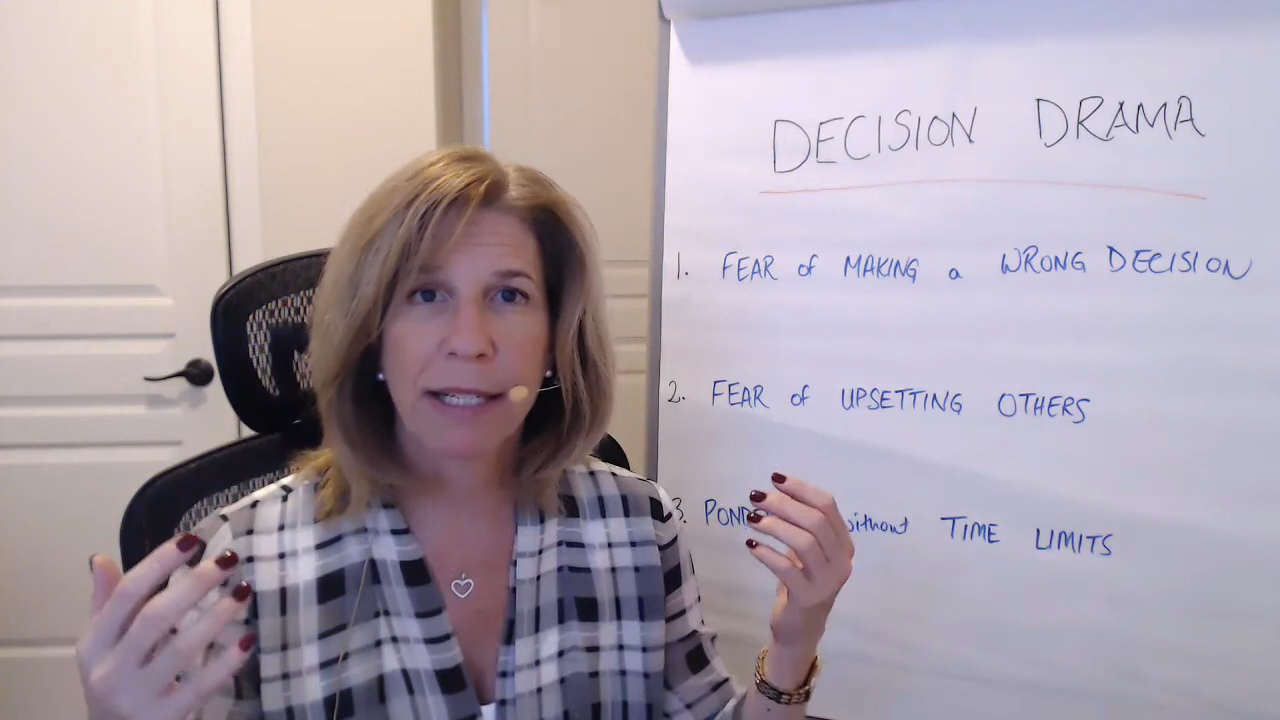 DECISION DRAMA
1. FEAR of MAKING a WRONG DECISION
2. FEAR of UPSETTING OTHERS
3. TIME LIMITS